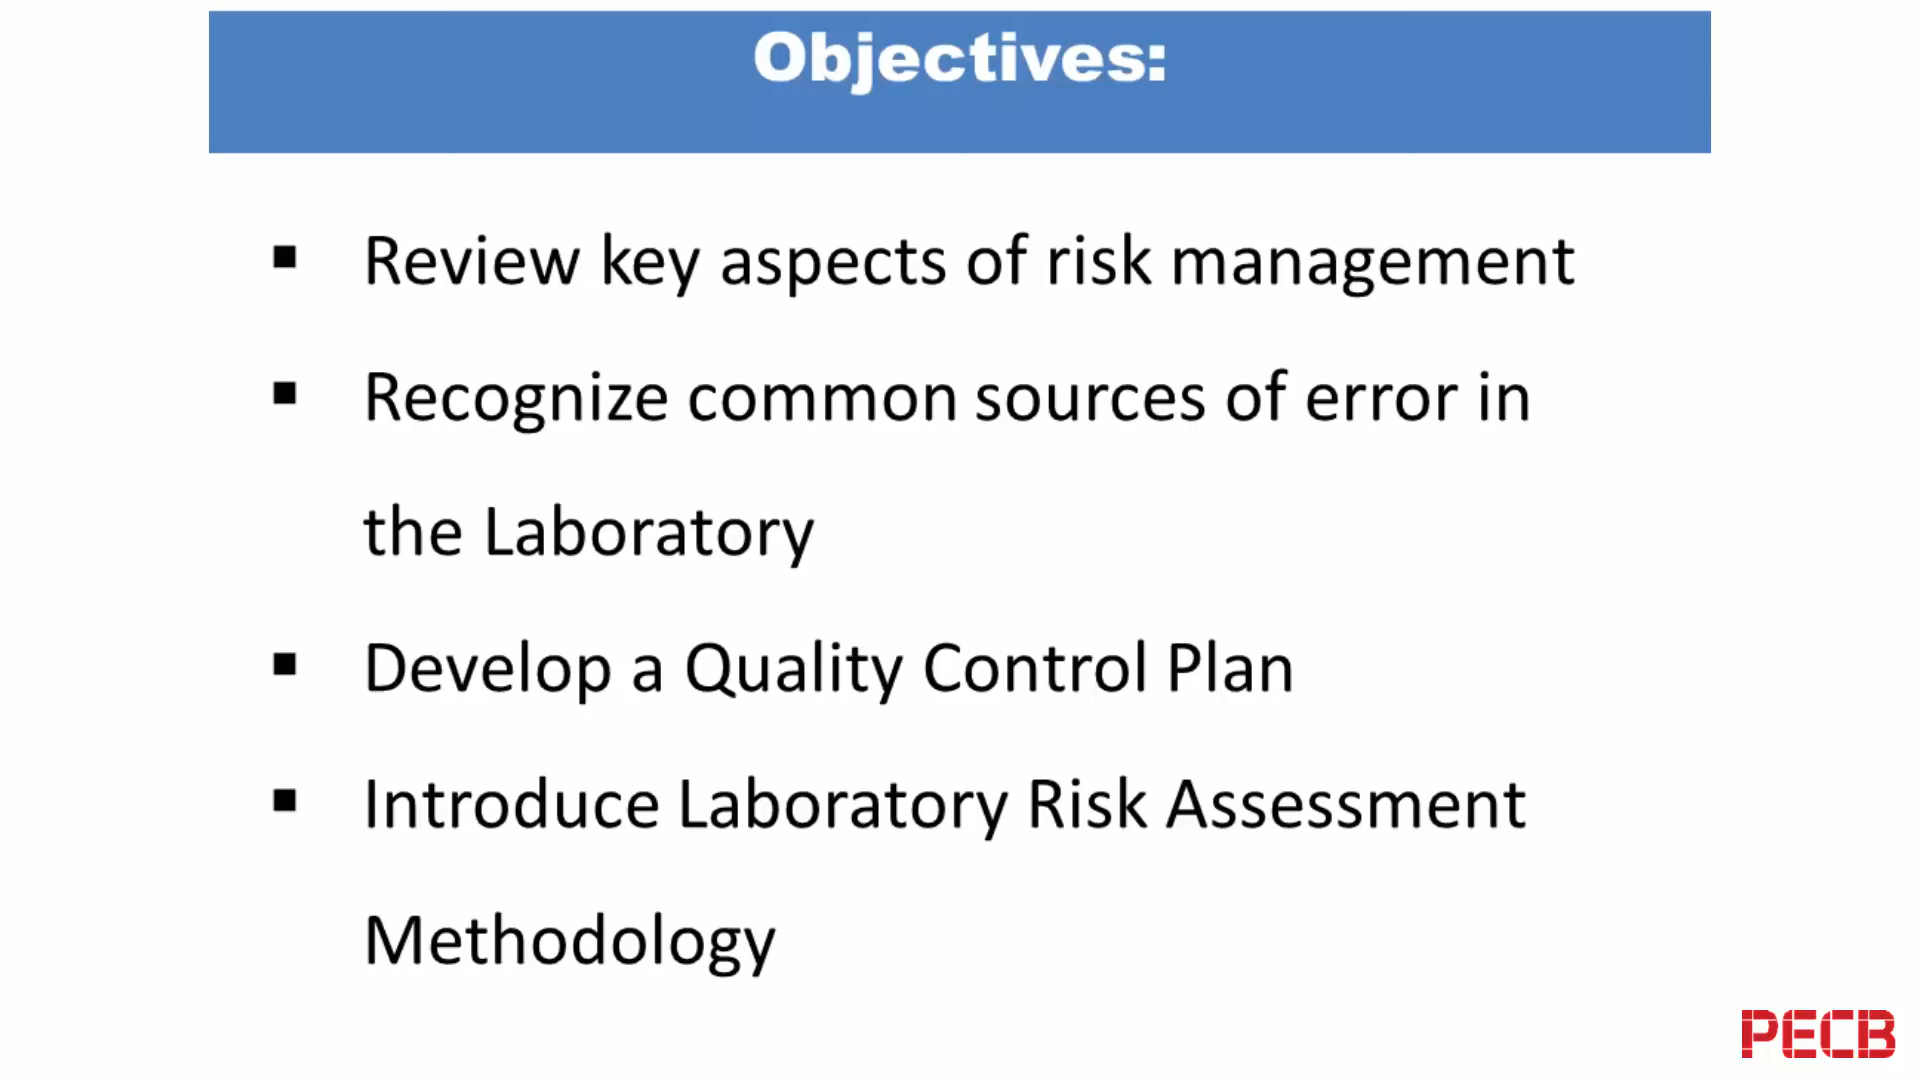 Objectives:
▪ Review key aspects of risk management
▪ Recognize common sources of error in
the Laboratory
▪ Develop a Quality Control Plan
▪ Introduce Laboratory Risk Assessment
Methodology
PECB